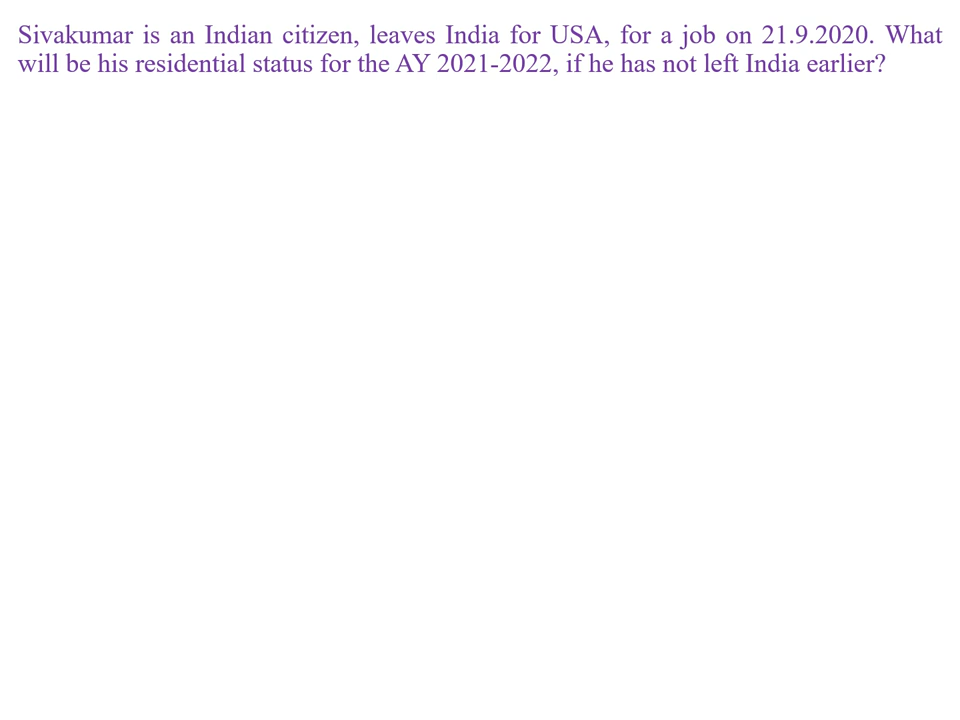 Sivakumar is an Indian citizen, leaves India for USA, for a job on 21.9.2020. What
will be his residential status for the AY 2021-2022, if he has not left India earlier?